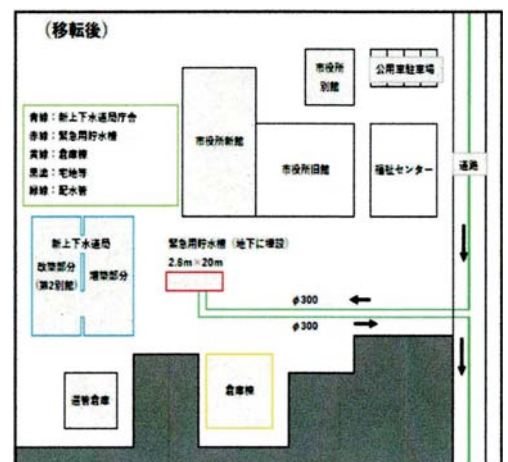 (移転後)
市役所
別館
公用車駐車場
青線：新上下水道局庁舎
赤線：緊急用貯水槽
黄線：倉庫棟
黒塗：宅地等
緑線：配水管
市役所新館
市役所旧館
福祉センター
道路
新上下水道局
改築部分
(第2別館)
増築部分
緊急用貯水槽（地下に埋設）
2.8m×20m
φ300
φ300
選管倉庫
倉庫棟